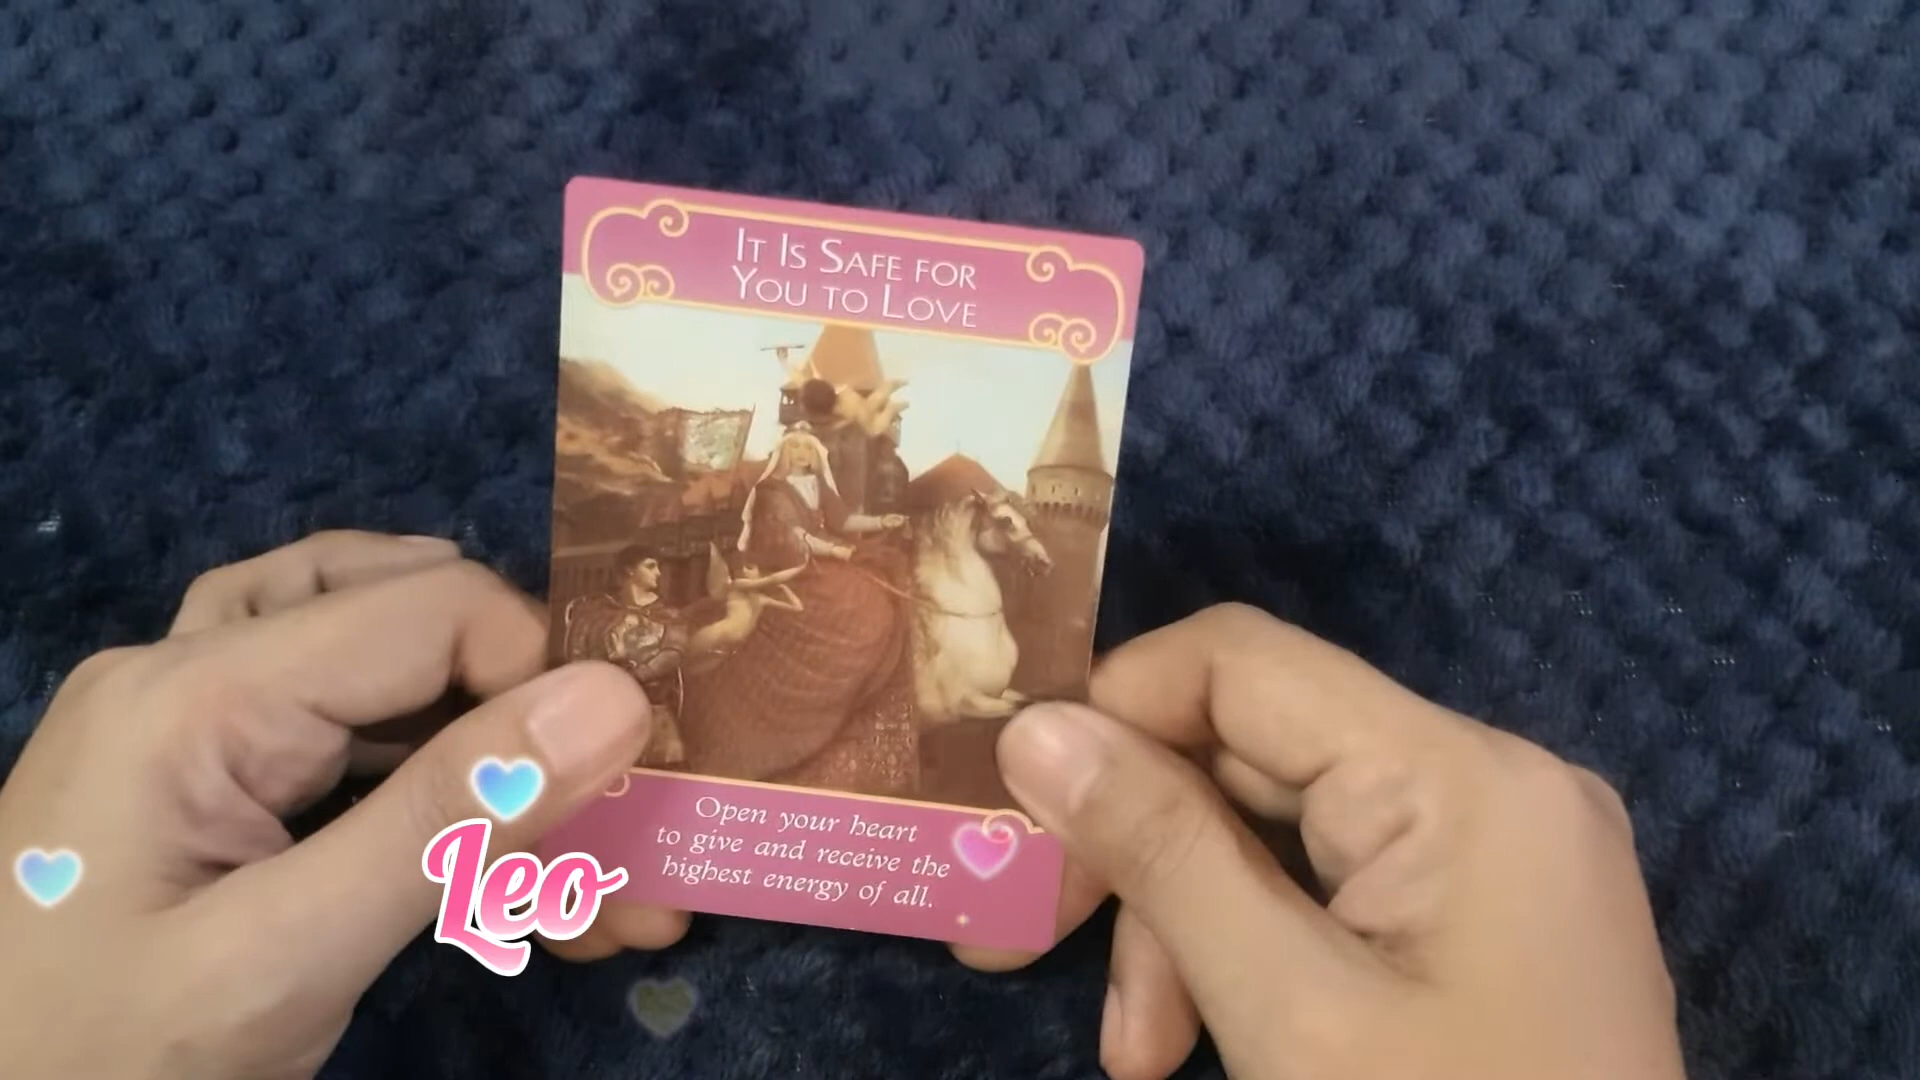 It Is Safe for
You to Love
Open your heart
to give and receive the
highest energy of all.
Leo